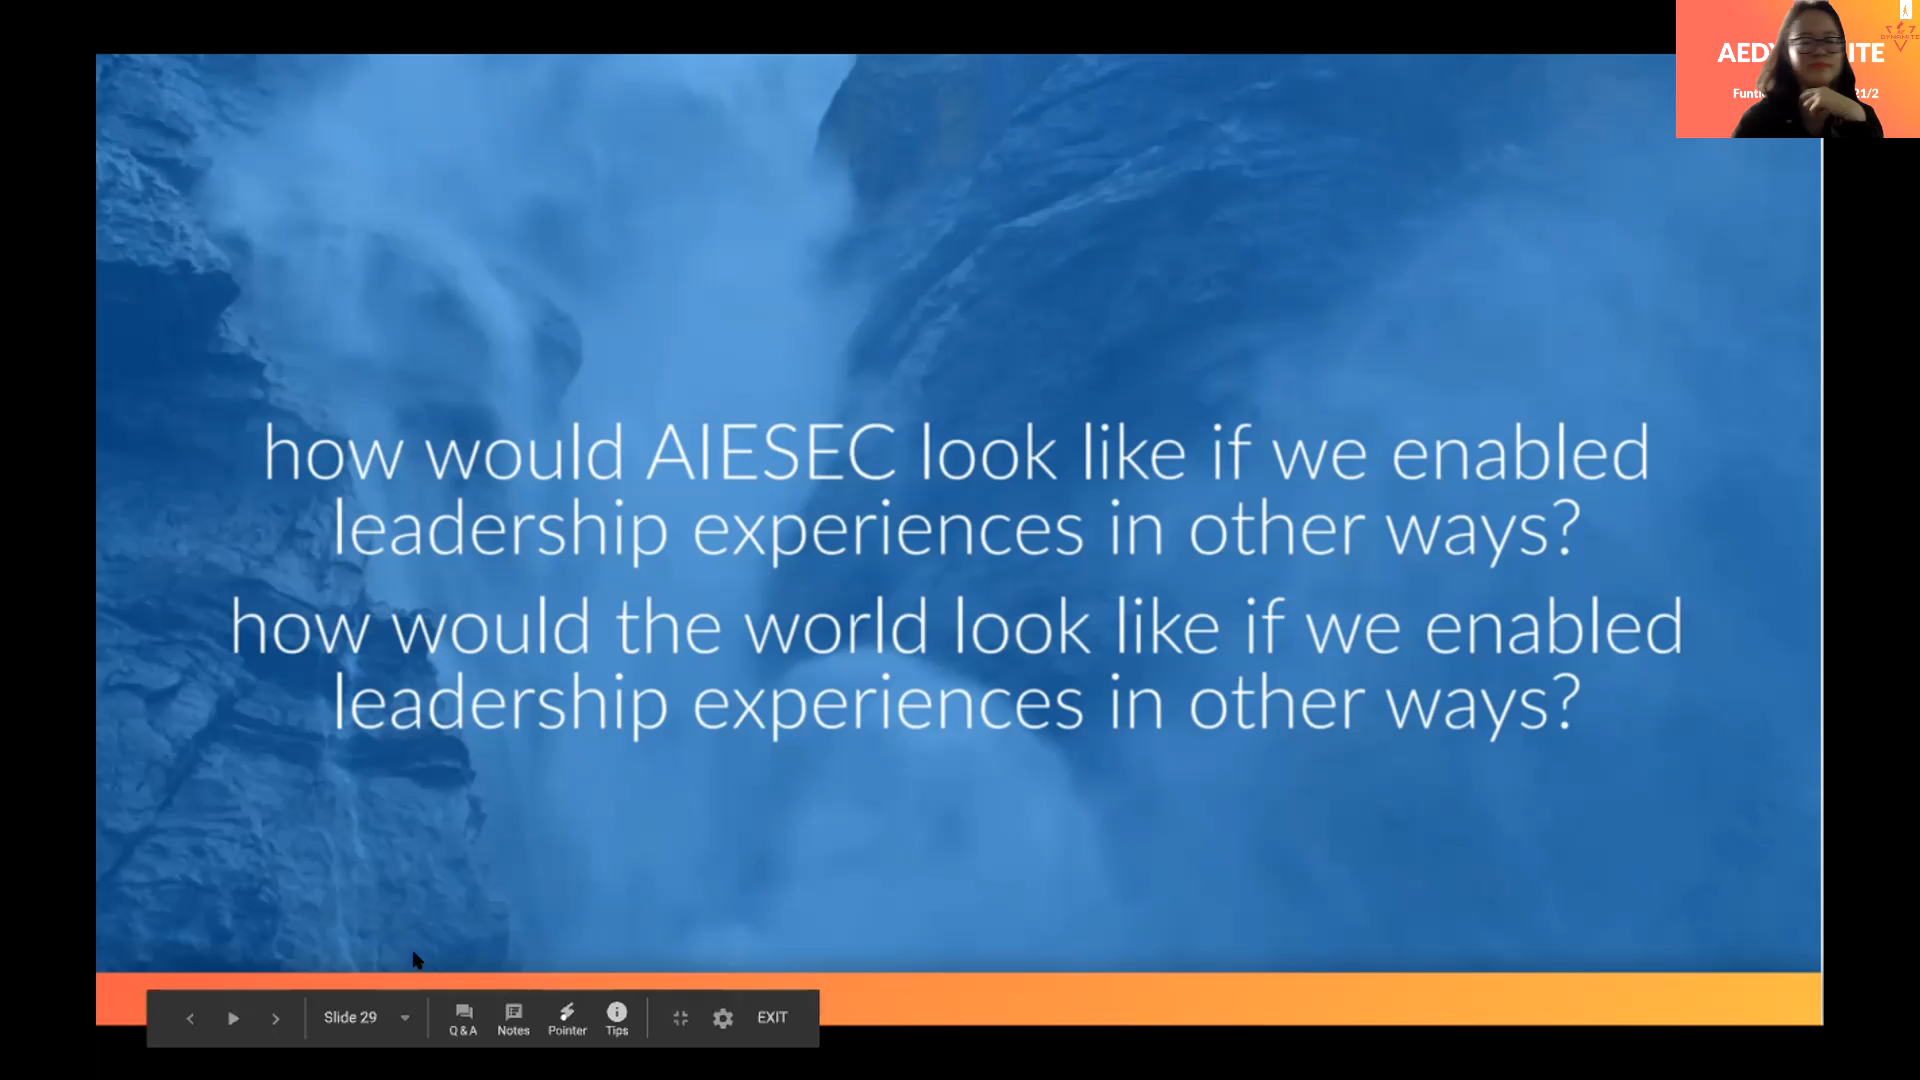 how would AIESEC look like if we enabled
leadership experiences in other ways?
how would the world look like if we enabled
leadership experiences in other ways?
Slide 29
Q&A
Notes
Pointer
Tips
EXIT